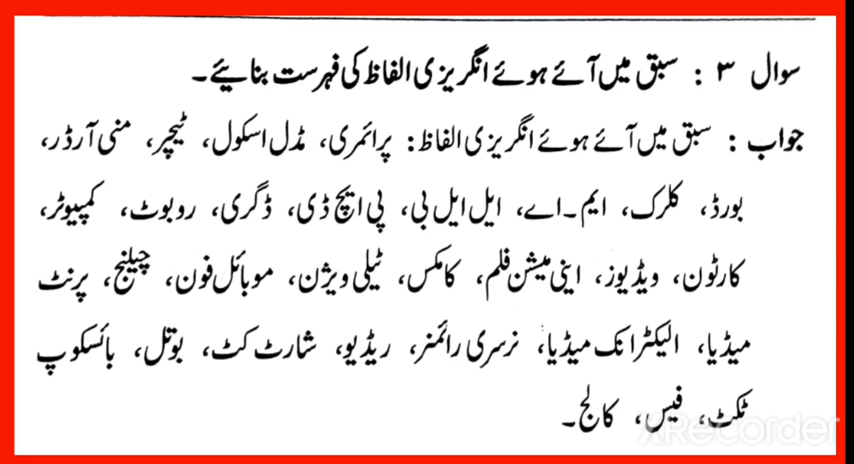 سوال ۳ : سبق میں آئے ہوئے انگریزی الفاظ کی فہرست بنائیے۔
جواب : سبق میں آئے ہوئے انگریزی الفاظ: پرائمری، مڈل اسکول، ٹیچر، منی آرڈر،
بورڈ، کلرک، ایم۔اے، ایل ایل بی، پی ایچ ڈی، ڈگری، روبوٹ، کمپیوٹر،
کارٹون، ویڈیوز، اینی میشن فلم، کامکس، ٹیلی ویژن، موبائل فون، چیلنج، پرنٹ
میڈیا، الیکٹرانک میڈیا، نرسری رائمنر، ریڈیو، شارٹ کٹ، بوتل، بائسکوپ
ٹکٹ، فیس، کالج۔
XRecorder